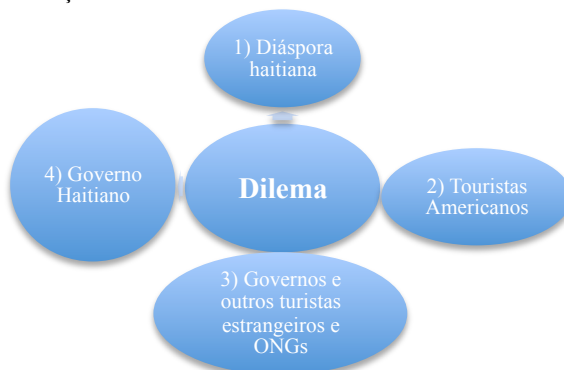 1) Diáspora
haitiana
4) Governo
Haitiano
Dilema
2) Touristas
Americanos
3) Governos e
outros turistas
estrangeiros e
ONGs